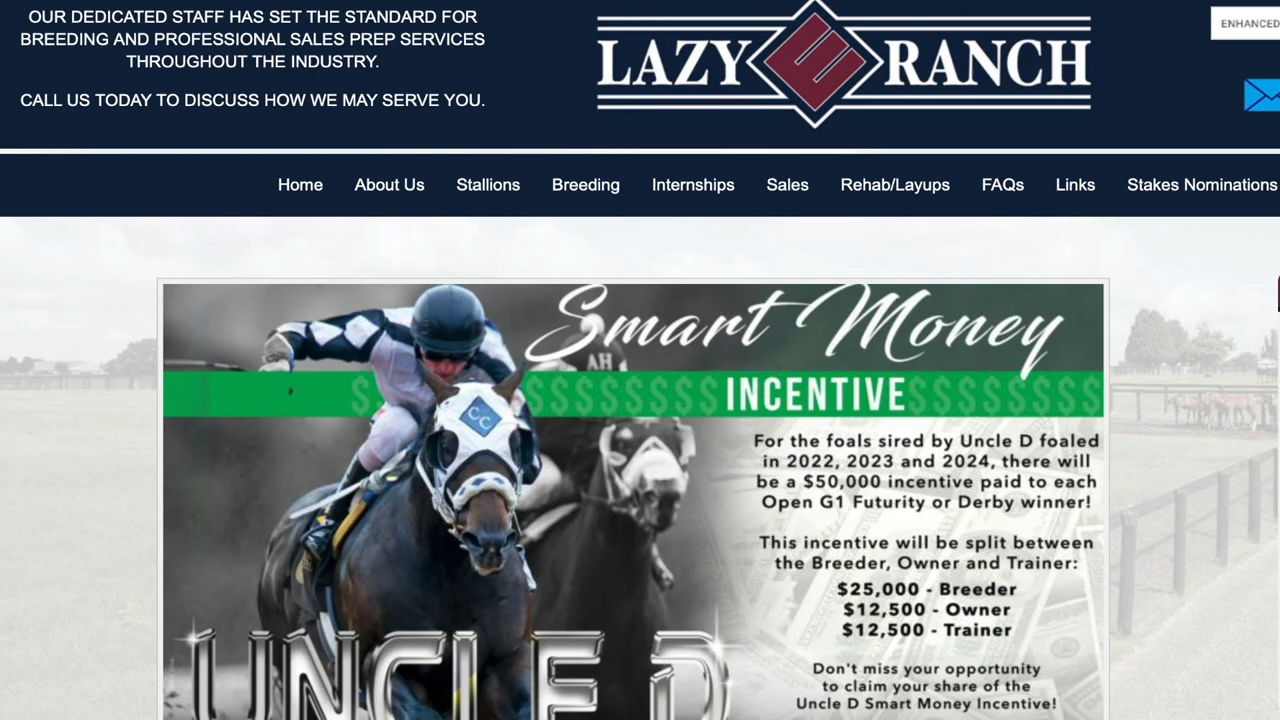 OUR DEDICATED STAFF HAS SET THE STANDARD FOR
BREEDING AND PROFESSIONAL SALES PREP SERVICES
THROUGHOUT THE INDUSTRY.
CALL US TODAY TO DISCUSS HOW WE MAY SERVE YOU.
LAZY E RANCH
ENHANCED
Home About Us Stallions Breeding Internships Sales Rehab/Layups FAQs Links Stakes Nominations
Smart Money
AH
$ $$$$$$$$ INCENTIVE $$$$$$$$
CC
For the foals sired by Uncle D foaled
in 2022, 2023 and 2024, there will
be a $50,000 incentive paid to each
Open G1 Futurity or Derby winner!
This incentive will be split between
the Breeder, Owner and Trainer:
$25,000 - Breeder
$12,500 - Owner
$12,500 - Trainer
UNCLE D
Don't miss your opportunity
to claim your share of the
Uncle D Smart Money Incentive!